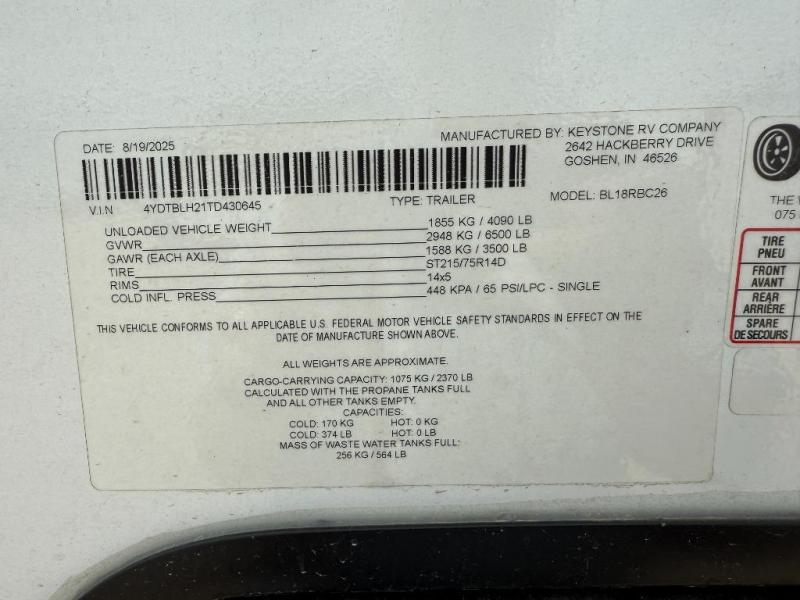 DATE: 8/19/2025
MANUFACTURED BY: KEYSTONE RV COMPANY
2642 HACKBERRY DRIVE
GOSHEN, IN 46526
V.I.N 4YDTBLH21TD430645 TYPE: TRAILER MODEL: BL18RBC26
UNLOADED VEHICLE WEIGHT 1855 KG / 4090 LB
GVWR 2948 KG / 6500 LB
GAWR (EACH AXLE) 1588 KG / 3500 LB
TIRE ST215/75R14D
RIMS 14x5
COLD INFL. PRESS 448 KPA / 65 PSI/LPC - SINGLE
THIS VEHICLE CONFORMS TO ALL APPLICABLE U.S. FEDERAL MOTOR VEHICLE SAFETY STANDARDS IN EFFECT ON THE
DATE OF MANUFACTURE SHOWN ABOVE.
ALL WEIGHTS ARE APPROXIMATE.
CARGO-CARRYING CAPACITY: 1075 KG / 2370 LB
CALCULATED WITH THE PROPANE TANKS FULL
AND ALL OTHER TANKS EMPTY.
CAPACITIES:
COLD: 170 KG HOT: 0 KG
COLD: 374 LB HOT: 0 LB
MASS OF WASTE WATER TANKS FULL:
256 KG / 564 LB
THE
075
TIRE
PNEU
FRONT
AVANT
REAR
ARRIÈRE
SPARE
DE SECOURS